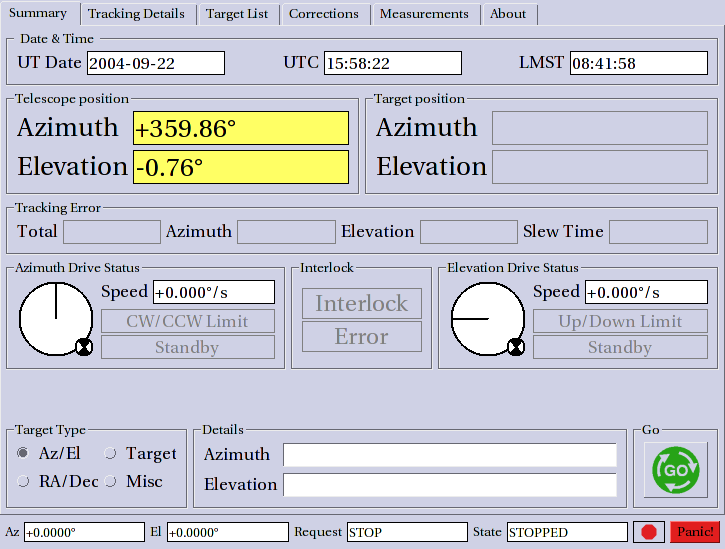 Summary Tracking Details Target List Corrections Measurements About
Date & Time
UT Date 2004-09-22 UTC 15:58:22 LMST 08:41:58
Telescope position Target position
Azimuth +359.86° Azimuth
Elevation -0.76° Elevation
Tracking Error
Total Azimuth Elevation Slew Time
Azimuth Drive Status Interlock Elevation Drive Status
Speed +0.000°/s Interlock Speed +0.000°/s
CW/CCW Limit Error Up/Down Limit
Standby Standby
Target Type Details Go
Az/El Target Azimuth
RA/Dec Misc Elevation
GO
Az +0.0000° El +0.0000° Request STOP State STOPPED Panic!